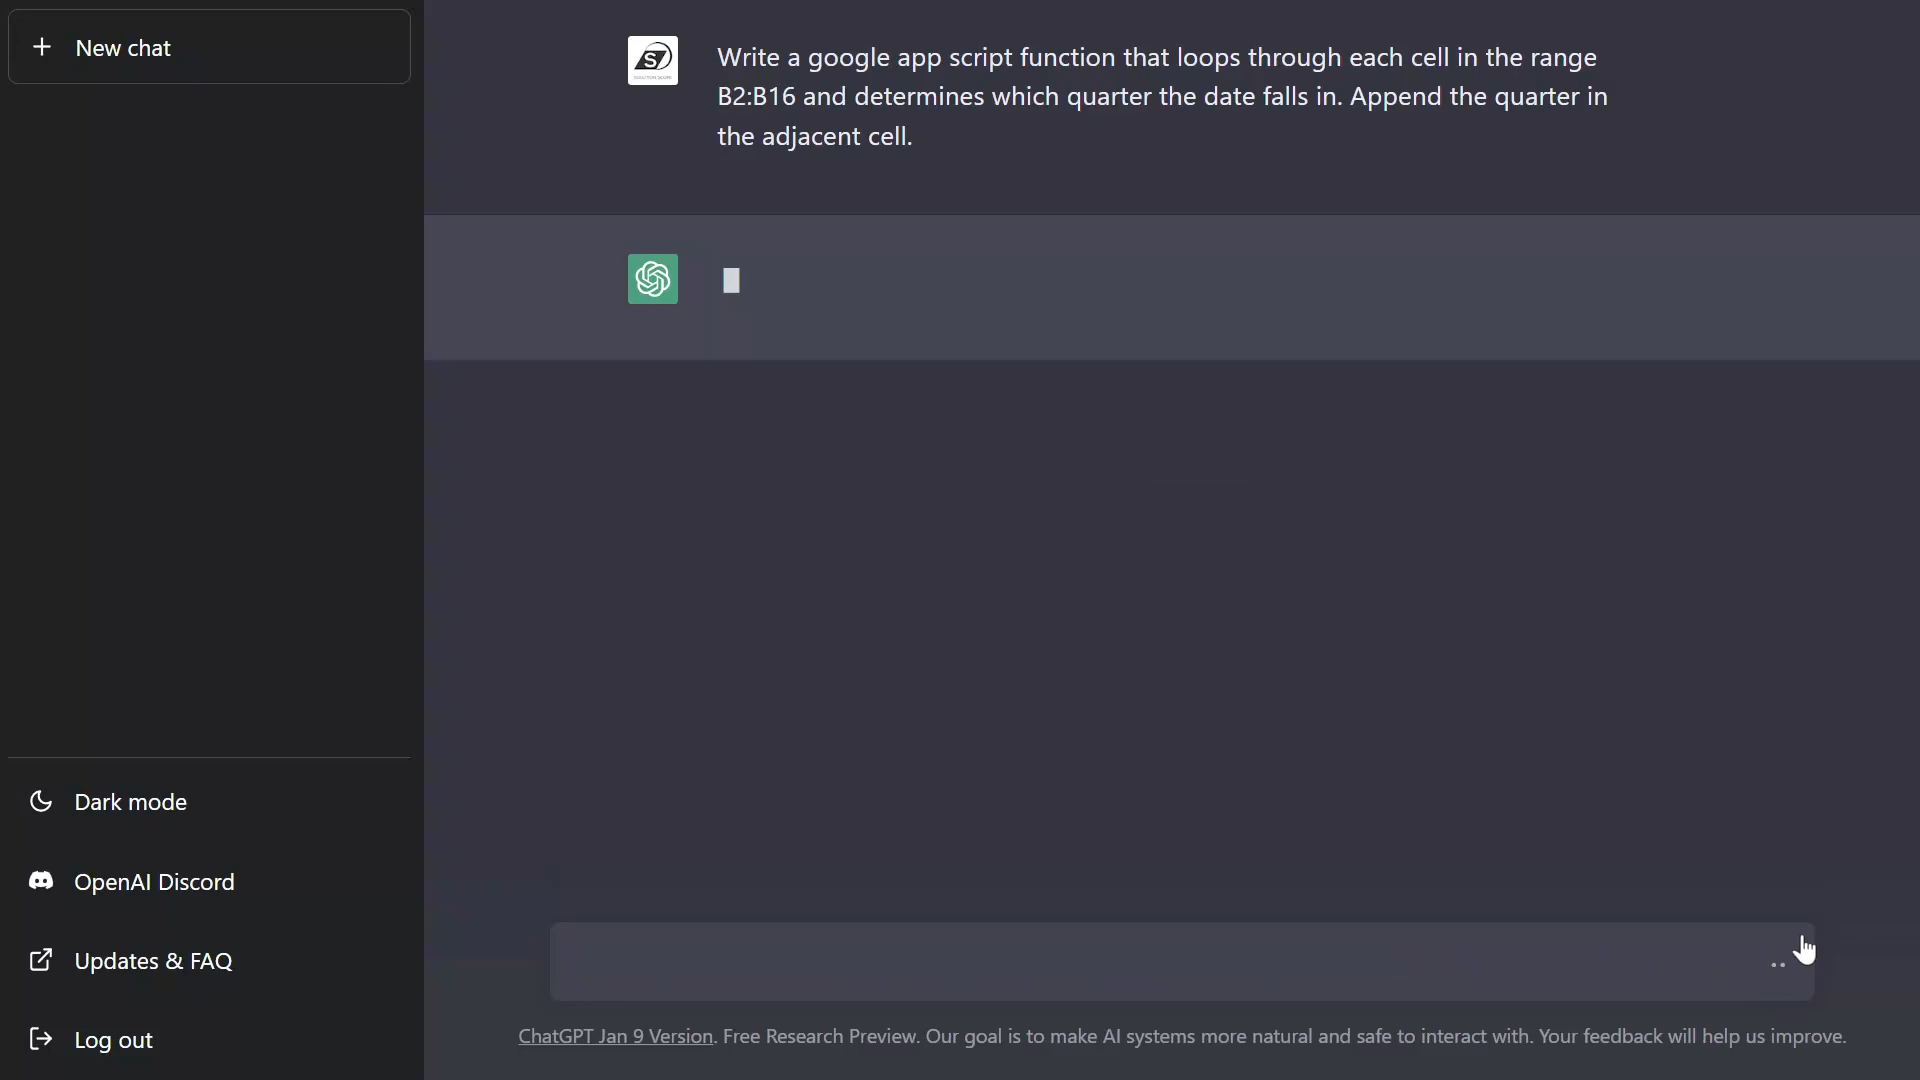 New chat
Write a google app script function that loops through each cell in the range
B2:B16 and determines which quarter the date falls in. Append the quarter in
the adjacent cell.
Dark mode
OpenAI Discord
Updates & FAQ
Log out
ChatGPT Jan 9 Version. Free Research Preview. Our goal is to make AI systems more natural and safe to interact with. Your feedback will help us improve.